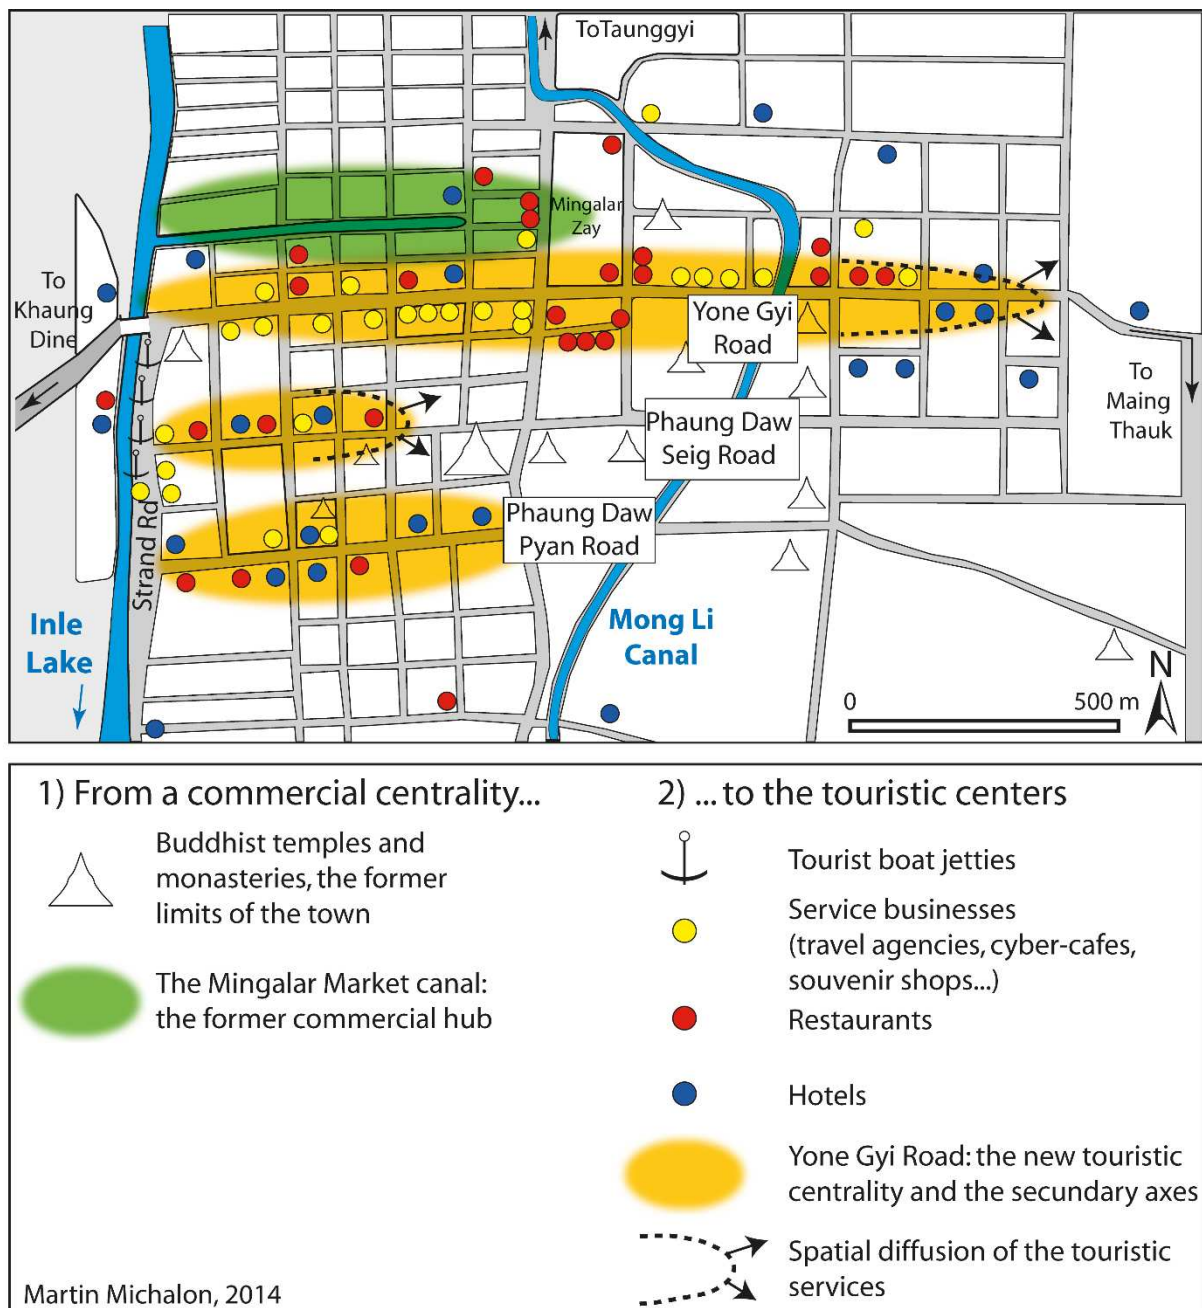 ToTaunggyi
Mingalar
Zay
To
Khaung
Dine
Yone Gyi
Road
To
Maing
Thauk
Phaung Daw
Seig Road
Phaung Daw
Pyan Road
Strand Rd
Inle
Lake
Mong Li
Canal
N
0 500 m
1) From a commercial centrality...
Buddhist temples and
monasteries, the former
limits of the town
The Mingalar Market canal:
the former commercial hub
2) ... to the touristic centers
Tourist boat jetties
Service businesses
(travel agencies, cyber-cafes,
souvenir shops...)
Restaurants
Hotels
Yone Gyi Road: the new touristic
centrality and the secundary axes
Spatial diffusion of the touristic
services
Martin Michalon, 2014